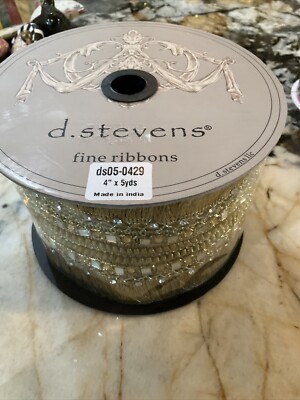 d.stevens®
fine ribbons
ds05-0429
4" x 5yds
Made in india
d.stevens llc